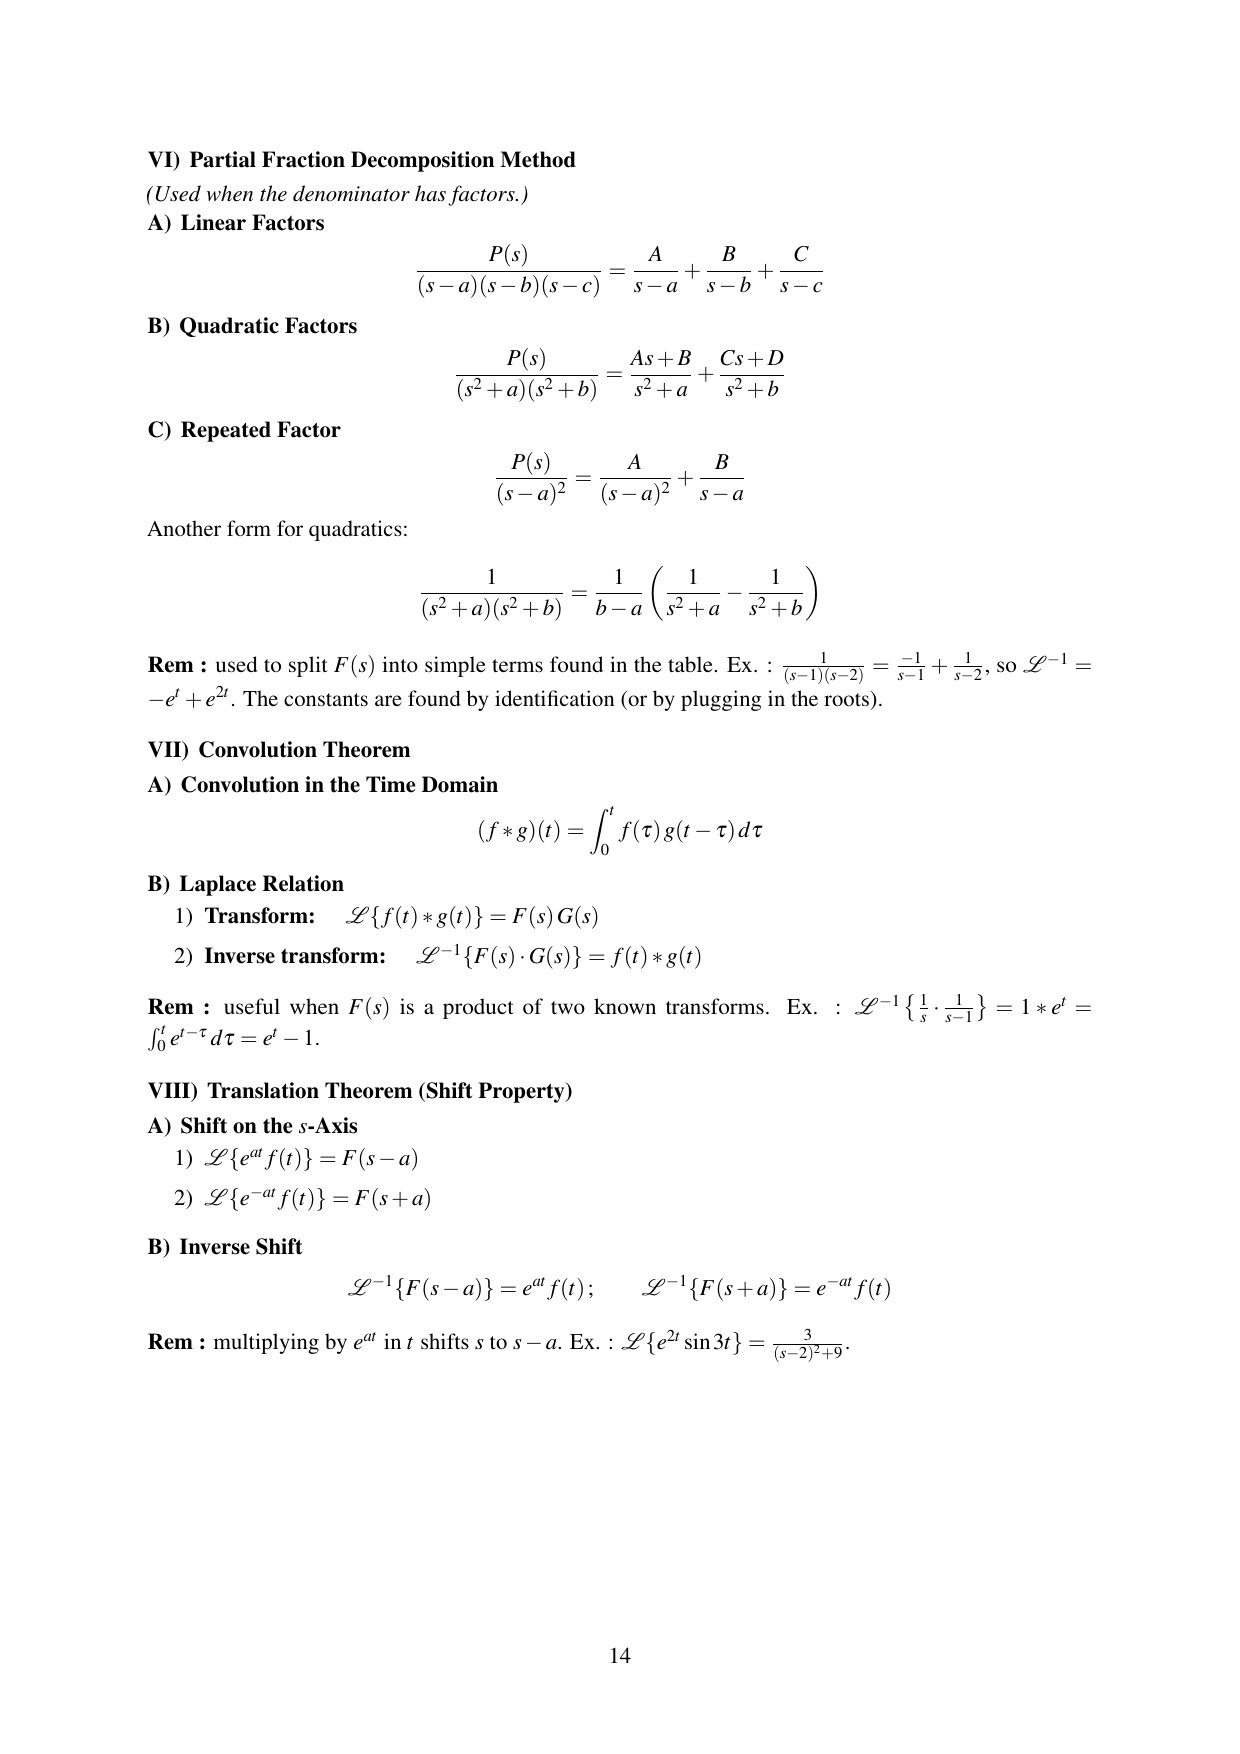 VI) Partial Fraction Decomposition Method
(Used when the denominator has factors.)
A) Linear Factors
P(s)/((s−a)(s−b)(s−c)) = A/(s−a) + B/(s−b) + C/(s−c)
B) Quadratic Factors
P(s)/((s²+a)(s²+b)) = (As+B)/(s²+a) + (Cs+D)/(s²+b)
C) Repeated Factor
P(s)/(s−a)² = A/(s−a)² + B/(s−a)
Another form for quadratics:
1/((s²+a)(s²+b)) = 1/(b−a) (1/(s²+a) − 1/(s²+b))
Rem : used to split F(s) into simple terms found in the table. Ex. : 1/((s−1)(s−2)) = −1/(s−1) + 1/(s−2), so ℒ⁻¹ =
−eᵗ + e²ᵗ. The constants are found by identification (or by plugging in the roots).
VII) Convolution Theorem
A) Convolution in the Time Domain
(f∗g)(t) = ∫₀ᵗ f(τ)g(t−τ)dτ
B) Laplace Relation
1) Transform: ℒ{f(t)∗g(t)} = F(s)G(s)
2) Inverse transform: ℒ⁻¹{F(s)·G(s)} = f(t)∗g(t)
Rem : useful when F(s) is a product of two known transforms. Ex. : ℒ⁻¹{1/s · 1/(s−1)} = 1∗eᵗ =
∫₀ᵗ eᵗ⁻τ dτ = eᵗ − 1.
VIII) Translation Theorem (Shift Property)
A) Shift on the s-Axis
1) ℒ{eᵃᵗ f(t)} = F(s−a)
2) ℒ{e⁻ᵃᵗ f(t)} = F(s+a)
B) Inverse Shift
ℒ⁻¹{F(s−a)} = eᵃᵗ f(t); ℒ⁻¹{F(s+a)} = e⁻ᵃᵗ f(t)
Rem : multiplying by eᵃᵗ in t shifts s to s−a. Ex. : ℒ{e²ᵗ sin 3t} = 3/((s−2)²+9).
14